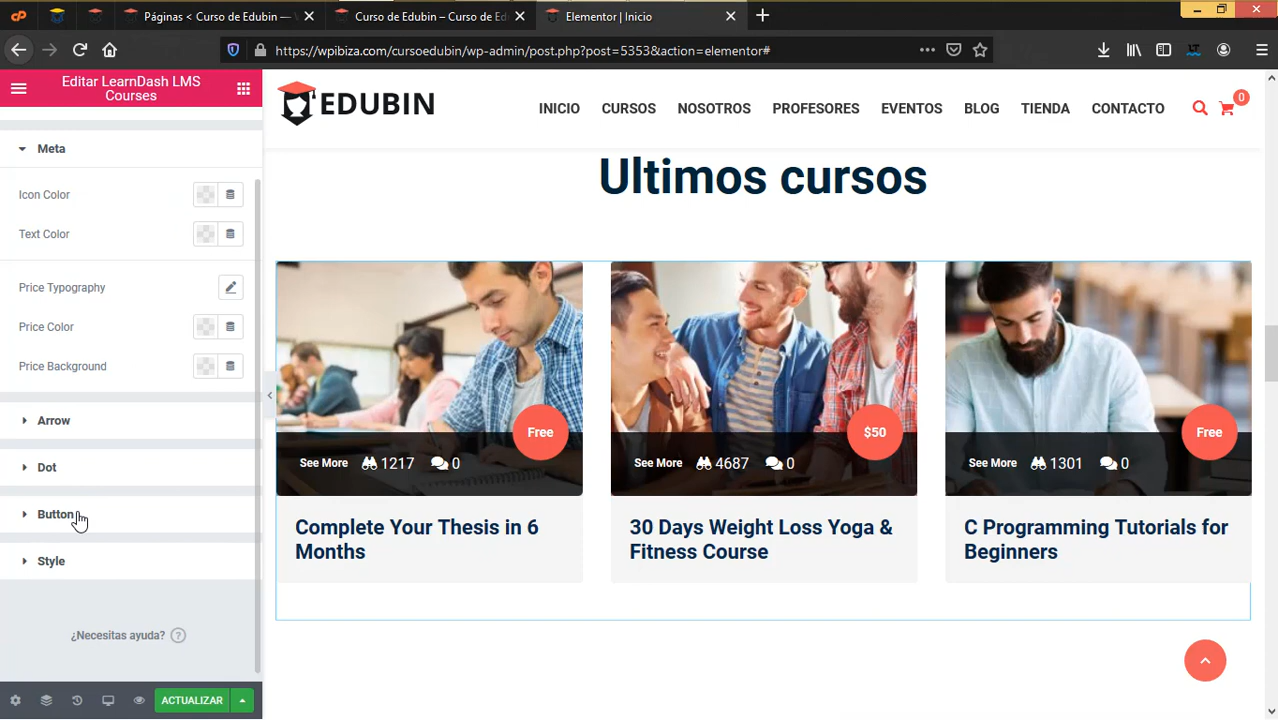 Páginas < Curso de Edubin —
Curso de Edubin – Curso de Ed
Elementor | Inicio
https://wpibiza.com/cursoedubin/wp-admin/post.php?post=5353&action=elementor#
Editar LearnDash LMS
Courses
Meta
Icon Color
Text Color
Price Typography
Price Color
Price Background
Arrow
Dot
Button
Style
¿Necesitas ayuda?
ACTUALIZAR
EDUBIN
INICIO CURSOS NOSOTROS PROFESORES EVENTOS BLOG TIENDA CONTACTO 0
Ultimos cursos
Free
See More 1217 0
Complete Your Thesis in 6
Months
$50
See More 4687 0
30 Days Weight Loss Yoga &
Fitness Course
Free
See More 1301 0
C Programming Tutorials for
Beginners